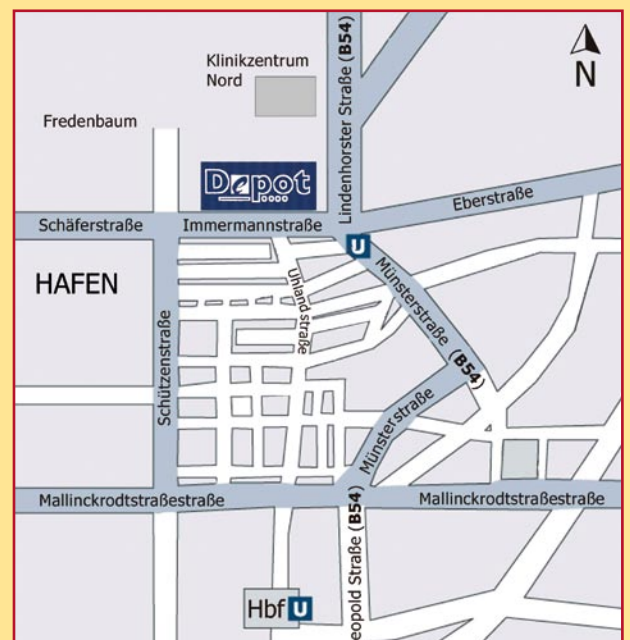 Klinikzentrum
Nord
N
Fredenbaum
Depot
Lindenhorster Straße (B54)
Eberstraße
Schäferstraße
Immermannstraße
U
HAFEN
Uhlandstraße
Münsterstraße (B54)
Schützenstraße
Münsterstraße
Mallinckrodtstraßestraße
Mallinckrodtstraßestraße
eopold Straße (B54)
Hbf U